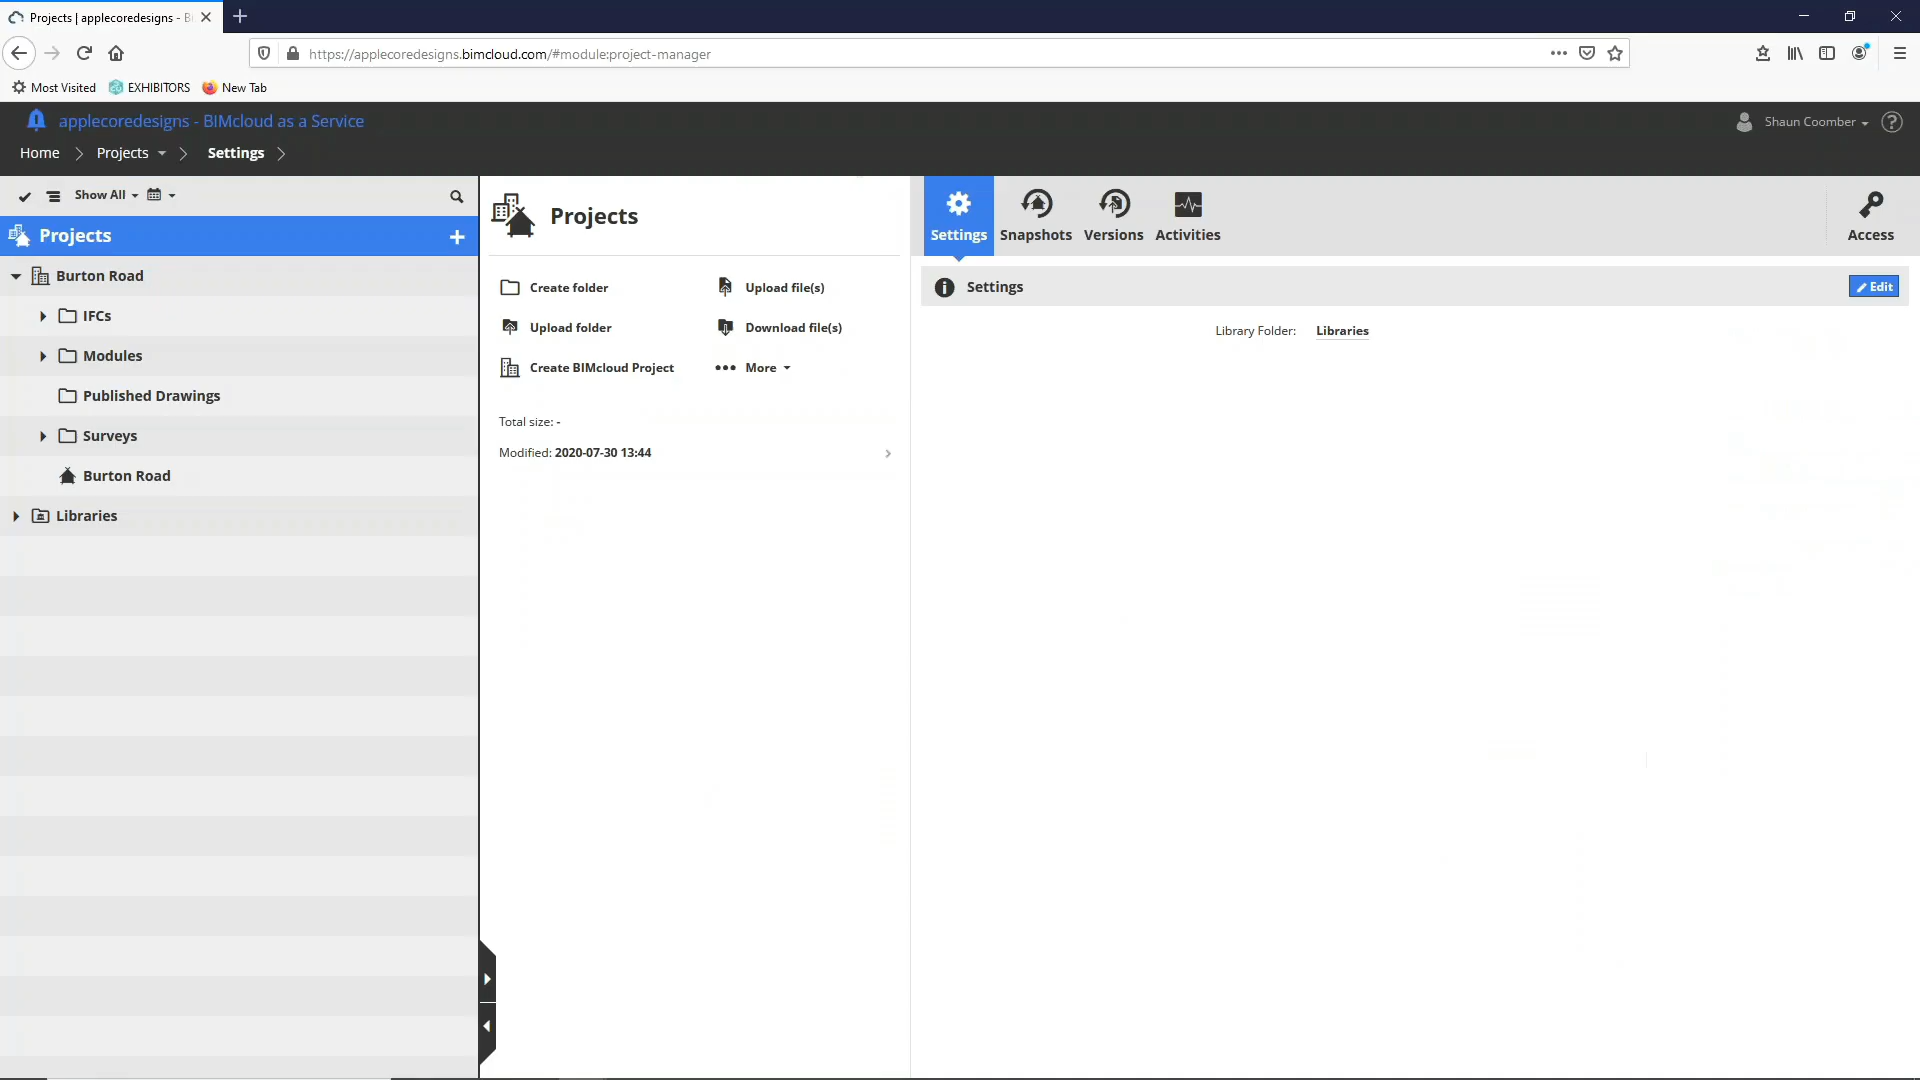 Projects | applecoredesigns - B
https://applecoredesigns.bimcloud.com/#module:project-manager
Most Visited
EXHIBITORS
New Tab
applecoredesigns - BIMcloud as a Service
Shaun Coomber
Home
Projects
Settings
Show All
Projects
Burton Road
IFCs
Modules
Published Drawings
Surveys
Burton Road
Libraries
Projects
Create folder
Upload file(s)
Upload folder
Download file(s)
Create BIMcloud Project
More
Total size: -
Modified: 2020-07-30 13:44
Settings
Snapshots
Versions
Activities
Access
Settings
Edit
Library Folder: Libraries